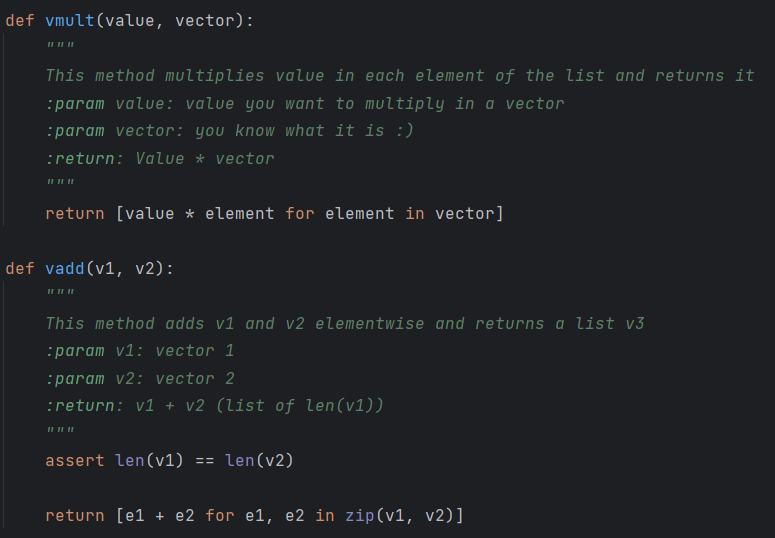 def vmult(value, vector):
    """
    This method multiplies value in each element of the list and returns it
    :param value: value you want to multiply in a vector
    :param vector: you know what it is :)
    :return: Value * vector
    """
    return [value * element for element in vector]

def vadd(v1, v2):
    """
    This method adds v1 and v2 elementwise and returns a list v3
    :param v1: vector 1
    :param v2: vector 2
    :return: v1 + v2 (list of len(v1))
    """
    assert len(v1) == len(v2)

    return [e1 + e2 for e1, e2 in zip(v1, v2)]